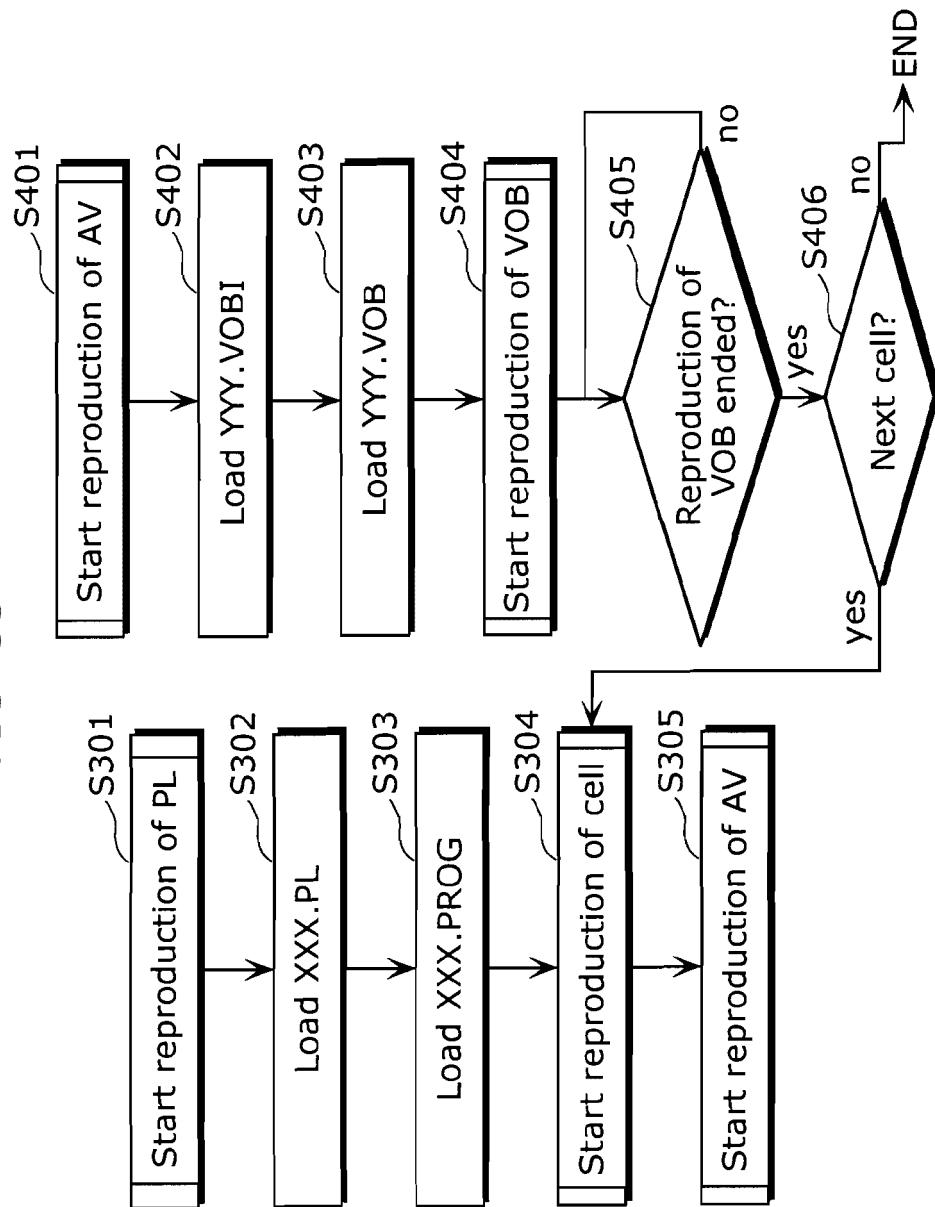 S301
Start reproduction of PL
S302
Load XXX.PL
S303
Load XXX.PROG
S304
Start reproduction of cell
S305
Start reproduction of AV
S401
Start reproduction of AV
S402
Load YYY.VOBI
S403
Load YYY.VOB
S404
Start reproduction of VOB
S405
Reproduction of
VOB ended?
no
yes
S406
Next cell?
yes
no
END